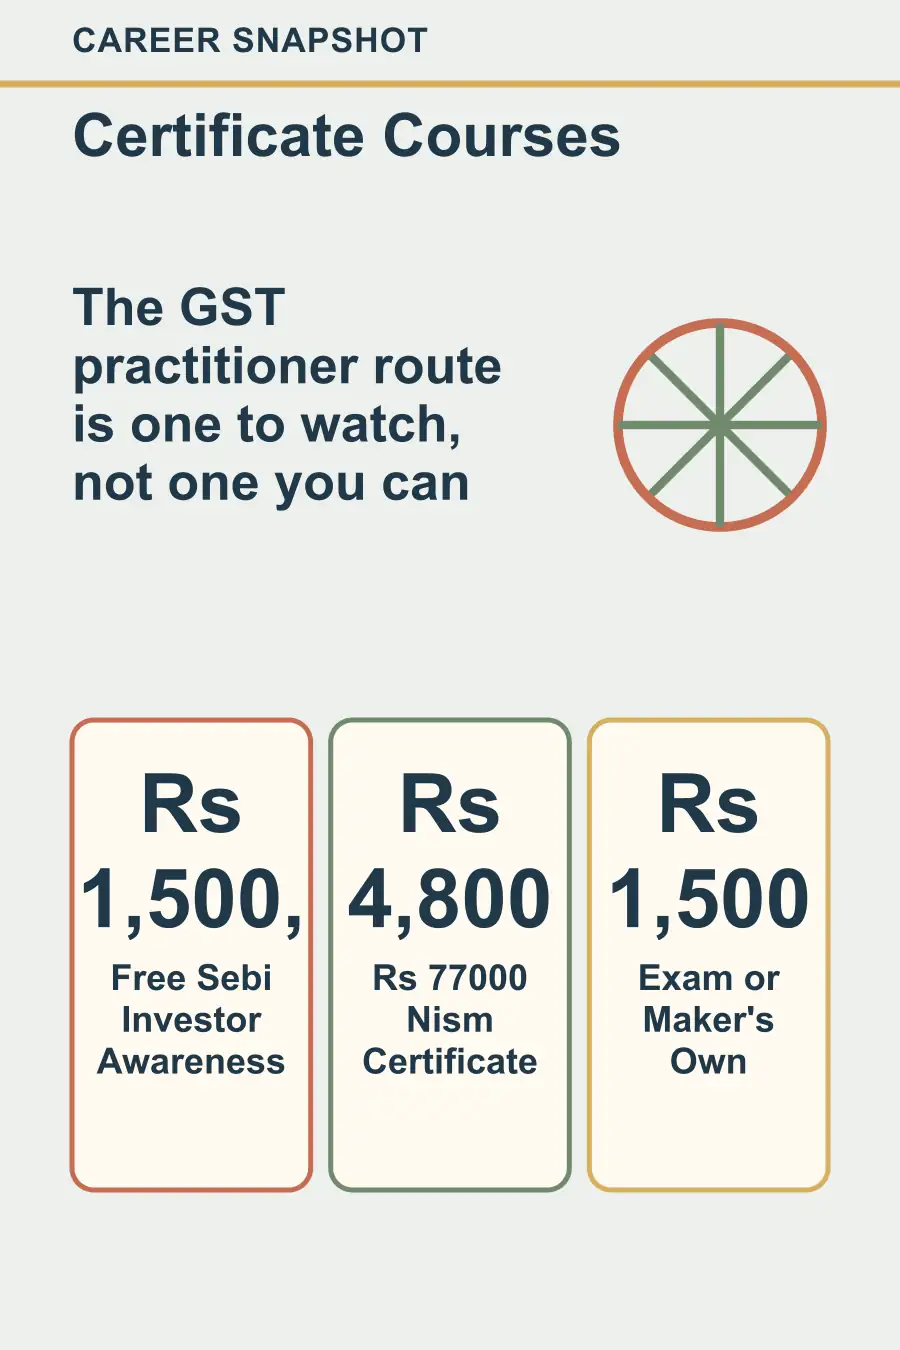 CAREER SNAPSHOT
Certificate Courses
The GST
practitioner route
is one to watch,
not one you can
Rs
1,500,
Free Sebi
Investor
Awareness
Rs
4,800
Rs 77000
Nism
Certificate
Rs
1,500
Exam or
Maker's
Own